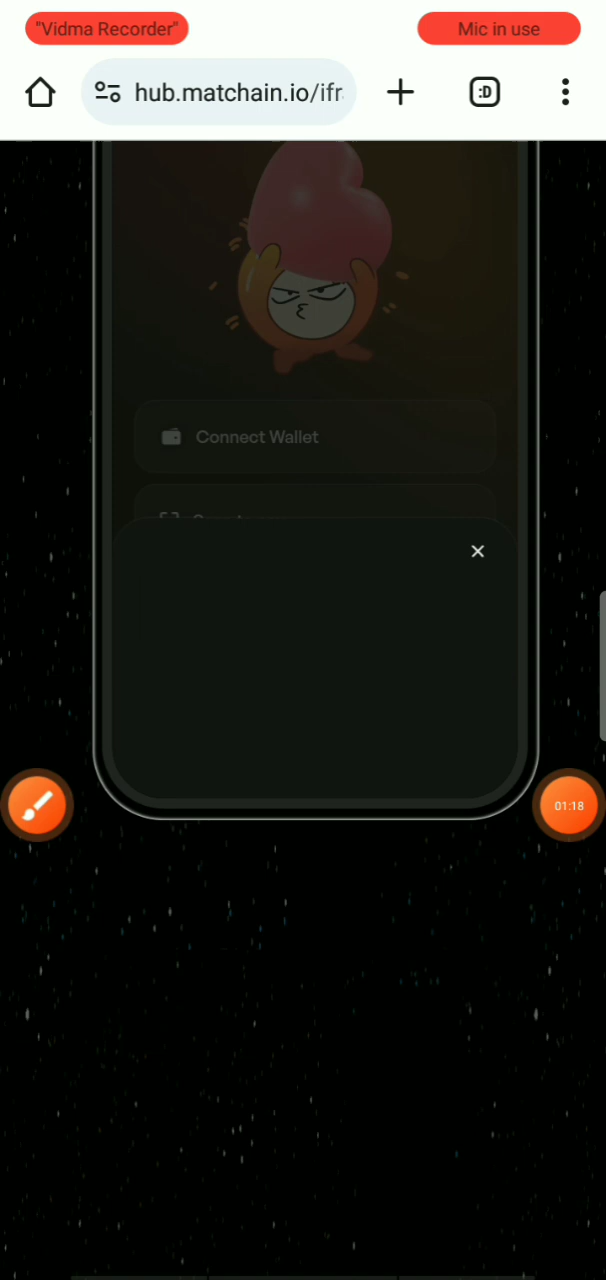 "Vidma Recorder"
Mic in use
hub.matchain.io/ifr
:D
Connect Wallet
01:18